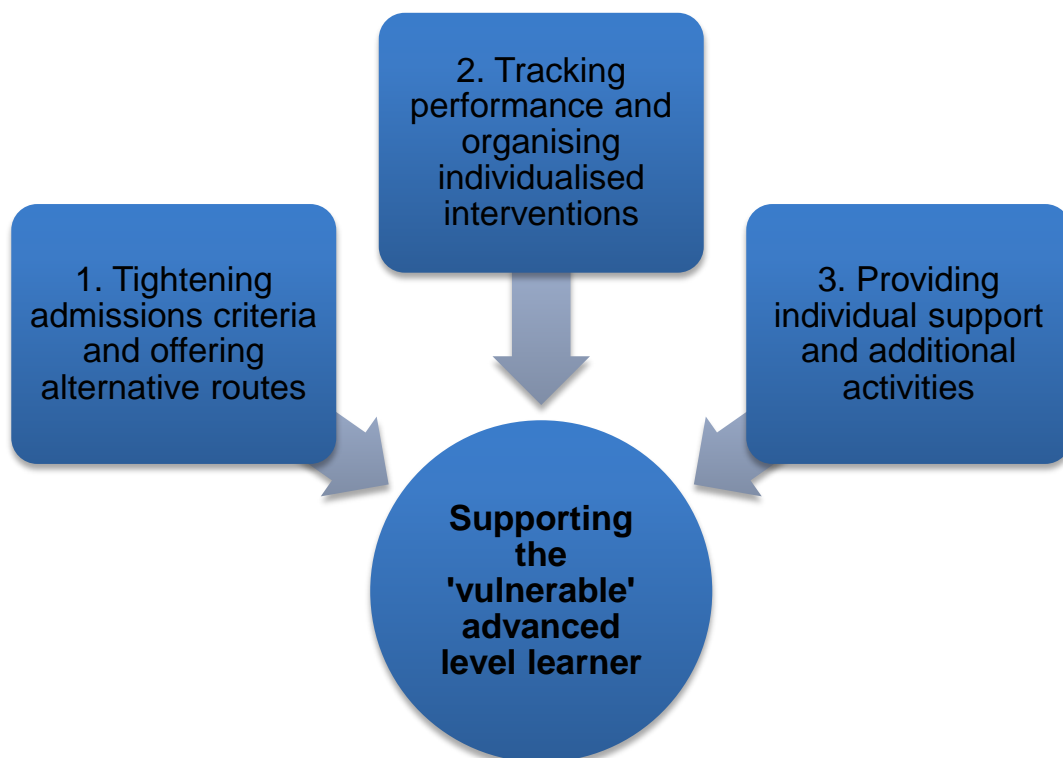 1. Tightening
admissions criteria
and offering
alternative routes
2. Tracking
performance and
organising
individualised
interventions
3. Providing
individual support
and additional
activities
Supporting
the
'vulnerable'
advanced
level learner